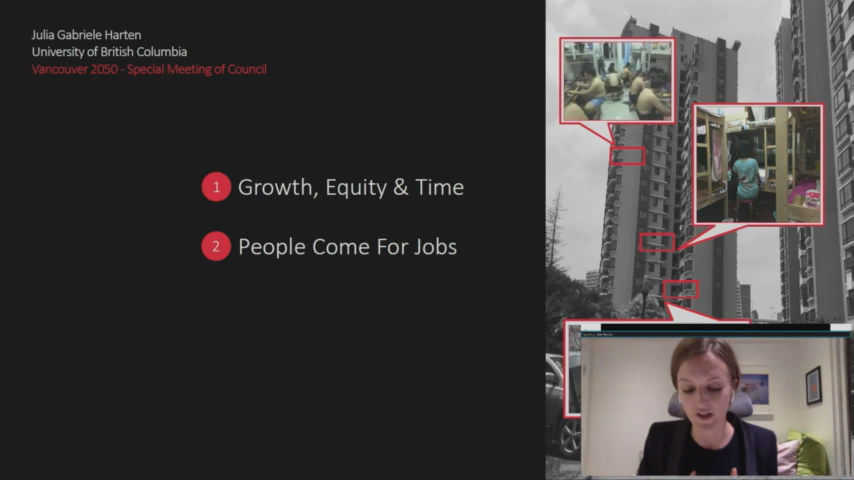 Julia Gabriele Harten
University of British Columbia
Vancouver 2050 - Special Meeting of Council
1 Growth, Equity & Time
2 People Come For Jobs